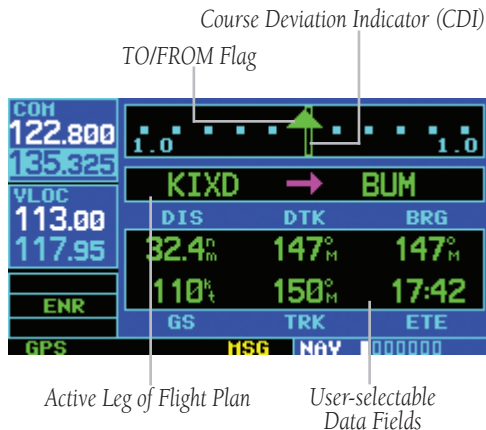 Course Deviation Indicator (CDI)
TO/FROM Flag
COM
122.800
135.325
1.0 1.0
KIXD → BUM
VLOC
113.00
117.95
DIS DTK BRG
32.4nm 147°M 147°M
110kt 150°M 17:42
ENR
GS TRK ETE
GPS MSG NAV
Active Leg of Flight Plan
User-selectable
Data Fields